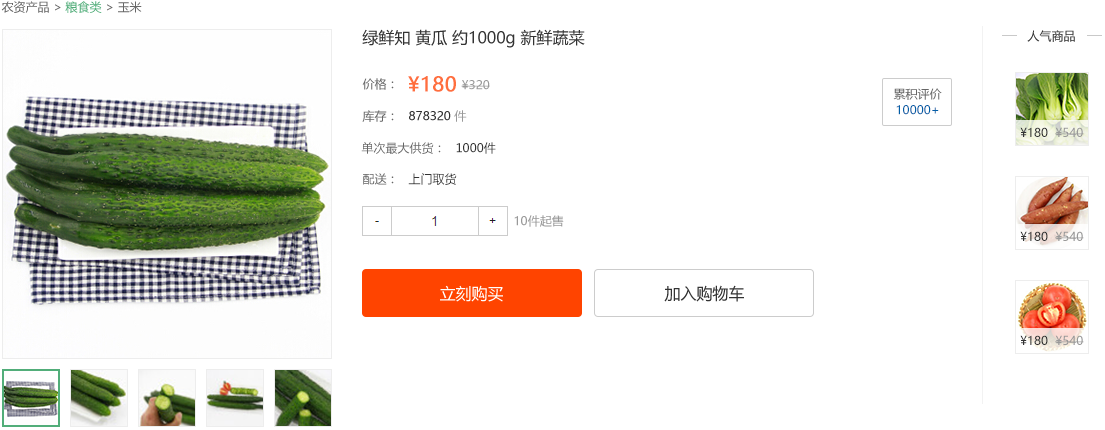 农资产品 > 粮食类 > 玉米
绿鲜知 黄瓜 约1000g 新鲜蔬菜
价格： ¥180 ¥320
库存： 878320 件
单次最大供货： 1000件
配送： 上门取货
- 1 + 10件起售
立刻购买 加入购物车
累积评价
10000+
人气商品
¥180 ¥540
¥180 ¥540
¥180 ¥540